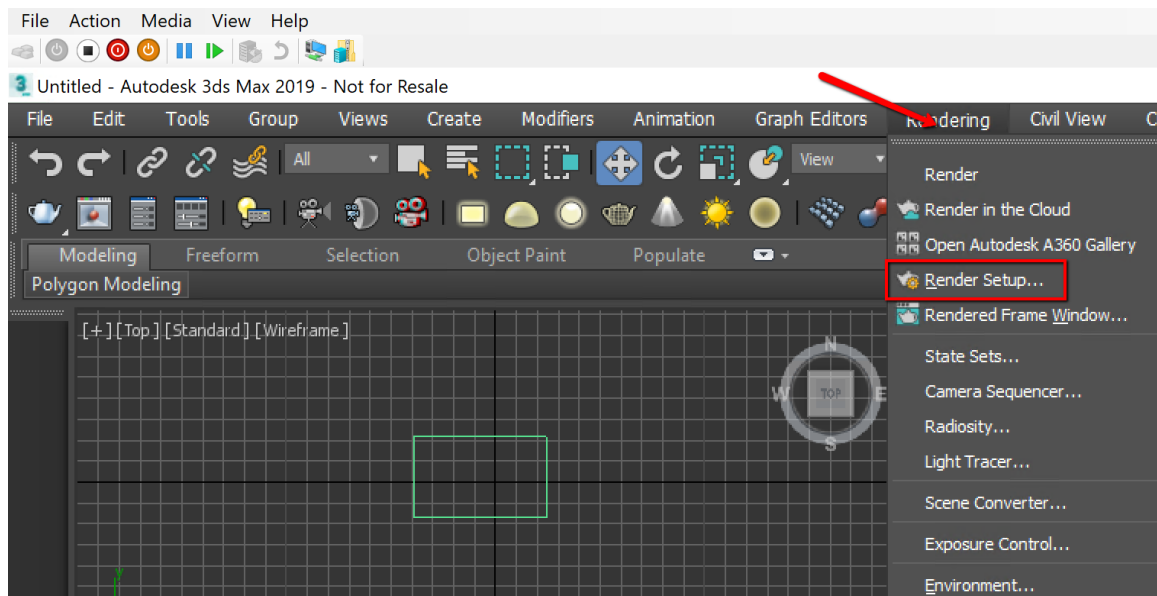 File Action Media View Help
Untitled - Autodesk 3ds Max 2019 - Not for Resale
File Edit Tools Group Views Create Modifiers Animation Graph Editors Rendering Civil View
All View
Render
Render in the Cloud
Modeling Freeform Selection Object Paint Populate
Open Autodesk A360 Gallery
Polygon Modeling
Render Setup...
Rendered Frame Window...
[+] [Top] [Standard] [Wireframe]
N
W TOP E
S
State Sets...
Camera Sequencer...
Radiosity...
Light Tracer...
Scene Converter...
Exposure Control...
Environment...
y